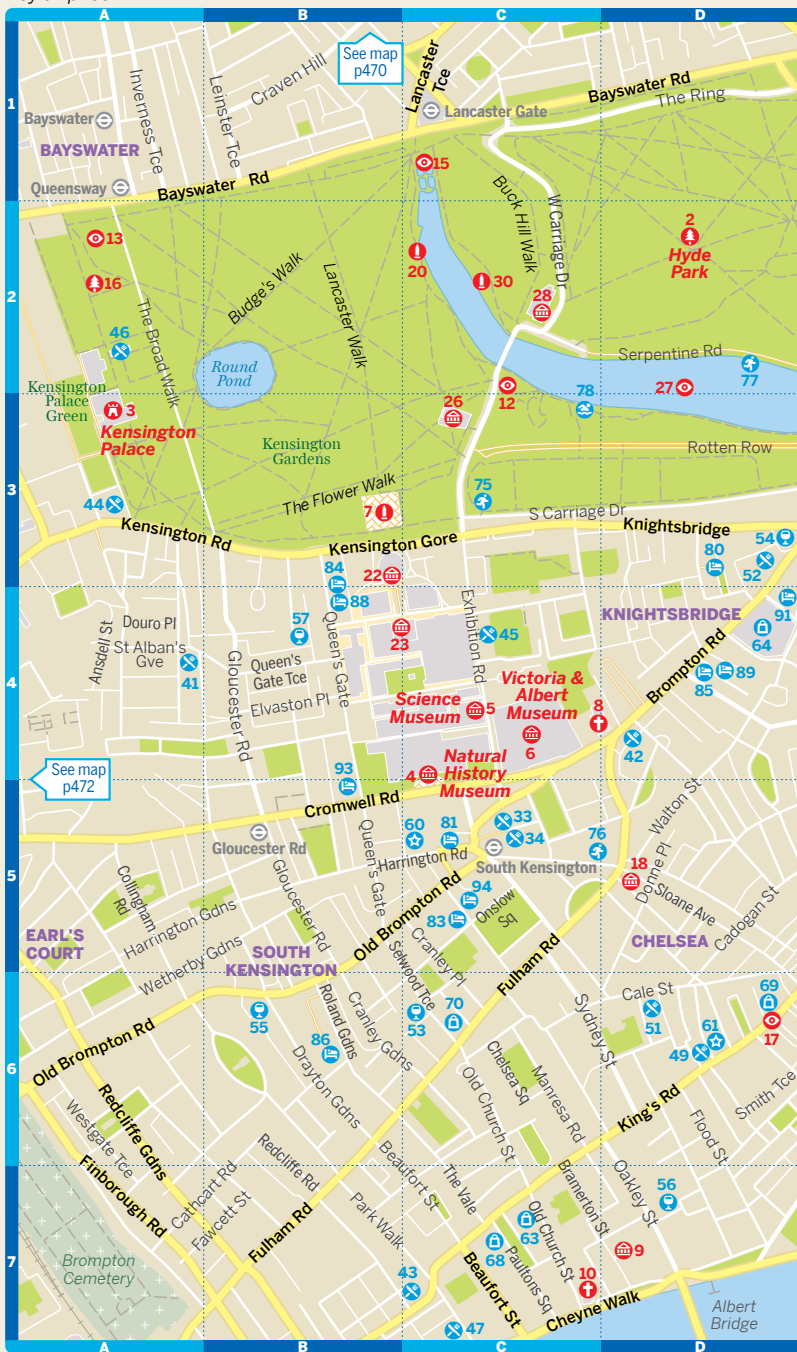 A
B
C
D
See map
p470
Craven Hill
Lancaster
Tce
Bayswater Rd
The Ring
1
Inverness Tce
Leinster Tce
Bayswater
Lancaster Gate
BAYSWATER
Queensway
Bayswater Rd
15
Buck Hill Walk
W Carriage Dr
2
Hyde
Park
13
20
30
16
28
2
Budge's Walk
Lancaster Walk
The Broad Walk
46
Round
Pond
Serpentine Rd
77
27
12
78
26
Kensington
Palace
Green
3
Kensington
Palace
Kensington
Gardens
Rotten Row
3
The Flower Walk
7
75
44
S Carriage Dr
Kensington Rd
Kensington Gore
Knightsbridge
54
80
52
84
22
88
91
Douro Pl
57
KNIGHTSBRIDGE
64
Ansdell St
St Alban's
Gve
41
23
45
Exhibition Rd
Queen's Gate
Queen's
Gate Tce
Gloucester Rd
Brompton Rd
89
85
4
Elvaston Pl
Science
Museum
5
Victoria &
Albert
Museum
6
8
42
See map
p472
93
4
Natural
History
Museum
Cromwell Rd
Walton St
60
81
33
34
76
Gloucester Rd
Queen's Gate
Harrington Rd
South Kensington
18
Donne Pl
5
Collingham
Rd
Gloucester Rd
94
83
Onslow
Sq
Sloane Ave
Cadogan St
Harrington Gdns
Old Brompton Rd
EARL'S
COURT
Wetherby Gdns
SOUTH
KENSINGTON
Selwood Tce
Cranley Pl
Fulham Rd
CHELSEA
Cale St
69
55
Roland Gdns
53
70
Sydney St
51
61
17
49
Old Brompton Rd
86
Cranley Gdns
Drayton Gdns
Chelsea Sq
Manresa Rd
6
Redcliffe Gdns
Old Church St
King's Rd
Smith Tce
Westgate Tce
Flood St
Finborough Rd
Cathcart Rd
Fawcett St
Redcliffe Rd
Beaufort St
The Vale
Bramerton St
Oakley St
56
Fulham Rd
Park Walk
Old Church St
63
68
9
7
Brompton
Cemetery
Paultons Sq
Beaufort St
10
43
Cheyne Walk
Albert
Bridge
47
A
B
C
D